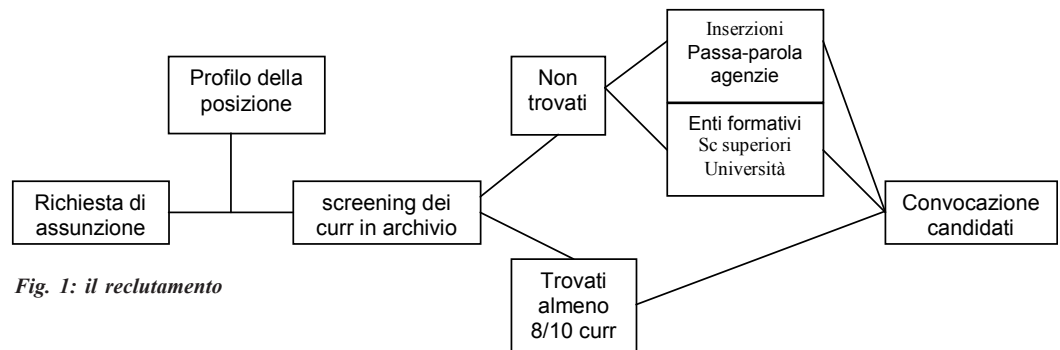 Profilo della
posizione
Richiesta di
assunzione
screening dei
curr in archivio
Non
trovati
Inserzioni
Passa-parola
agenzie
Enti formativi
Sc superiori
Università
Trovati
almeno
8/10 curr
Convocazione
candidati
Fig. 1: il reclutamento